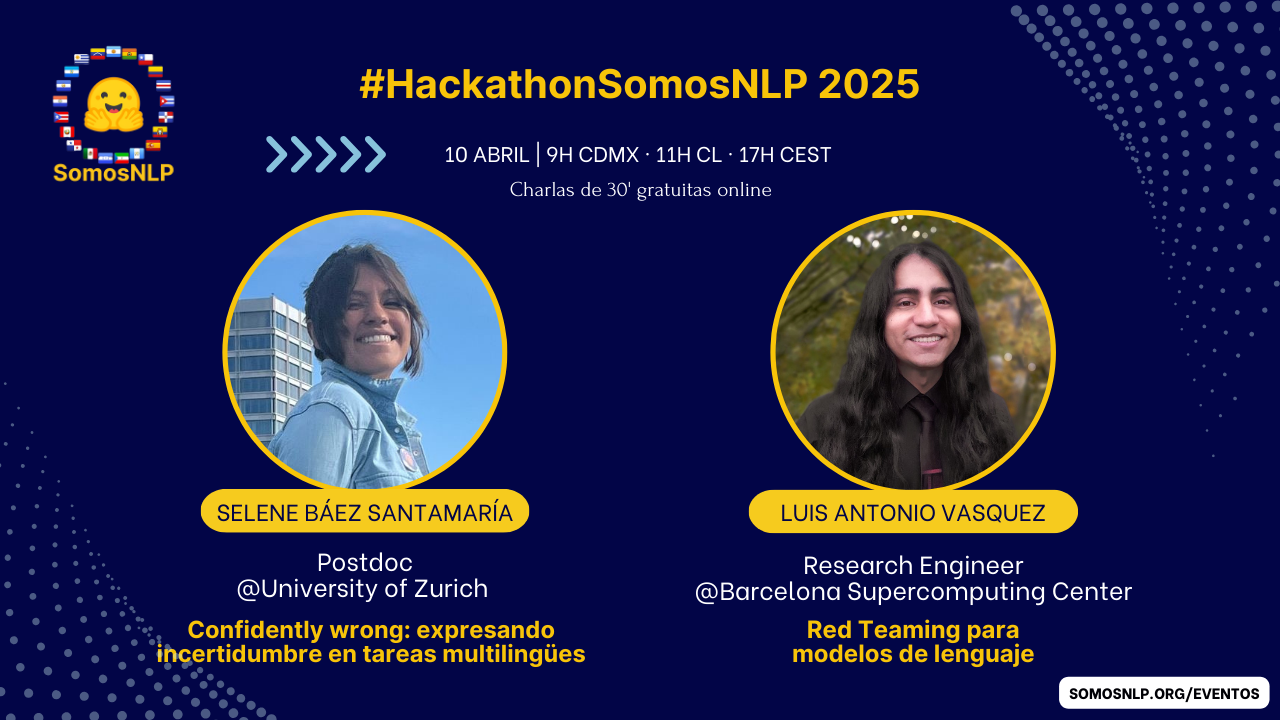 #HackathonSomosNLP 2025
SomosNLP
10 ABRIL | 9H CDMX · 11H CL · 17H CEST
Charlas de 30' gratuitas online
SELENE BÁEZ SANTAMARÍA
Postdoc
@University of Zurich
Confidently wrong: expresando
incertidumbre en tareas multilingües
LUIS ANTONIO VASQUEZ
Research Engineer
@Barcelona Supercomputing Center
Red Teaming para
modelos de lenguaje
SOMOSNLP.ORG/EVENTOS